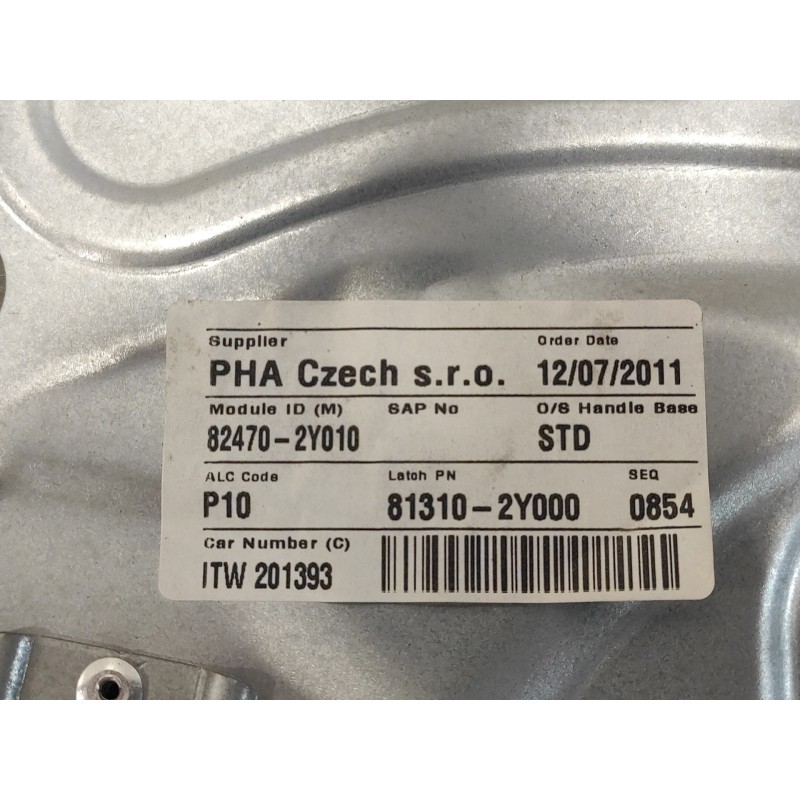 Supplier Order Date
PHA Czech s.r.o. 12/07/2011
Module ID (M) SAP No O/S Handle Base
82470-2Y010 STD
ALC Code Latch PN SEQ
P10 81310-2Y000 0854
Car Number (C)
ITW 201393